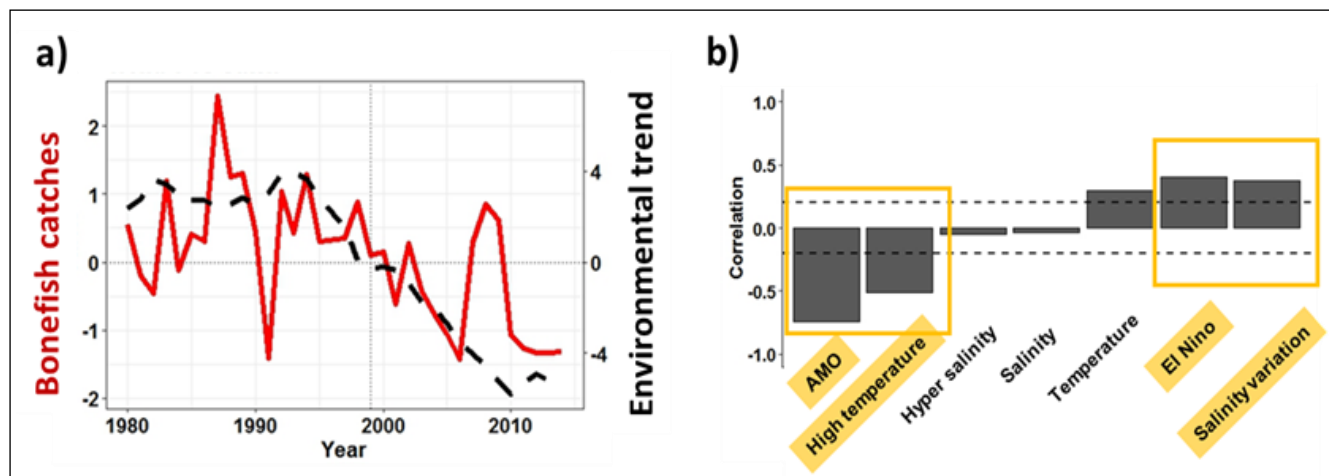 a)
Bonefish catches
2
1
0
-1
-2
1980
1990
2000
2010
Year
4
0
-4
Environmental trend
b)
Correlation
1.0
0.5
0.0
-0.5
-1.0
AMO
High temperature
Hyper salinity
Salinity
Temperature
El Nino
Salinity variation